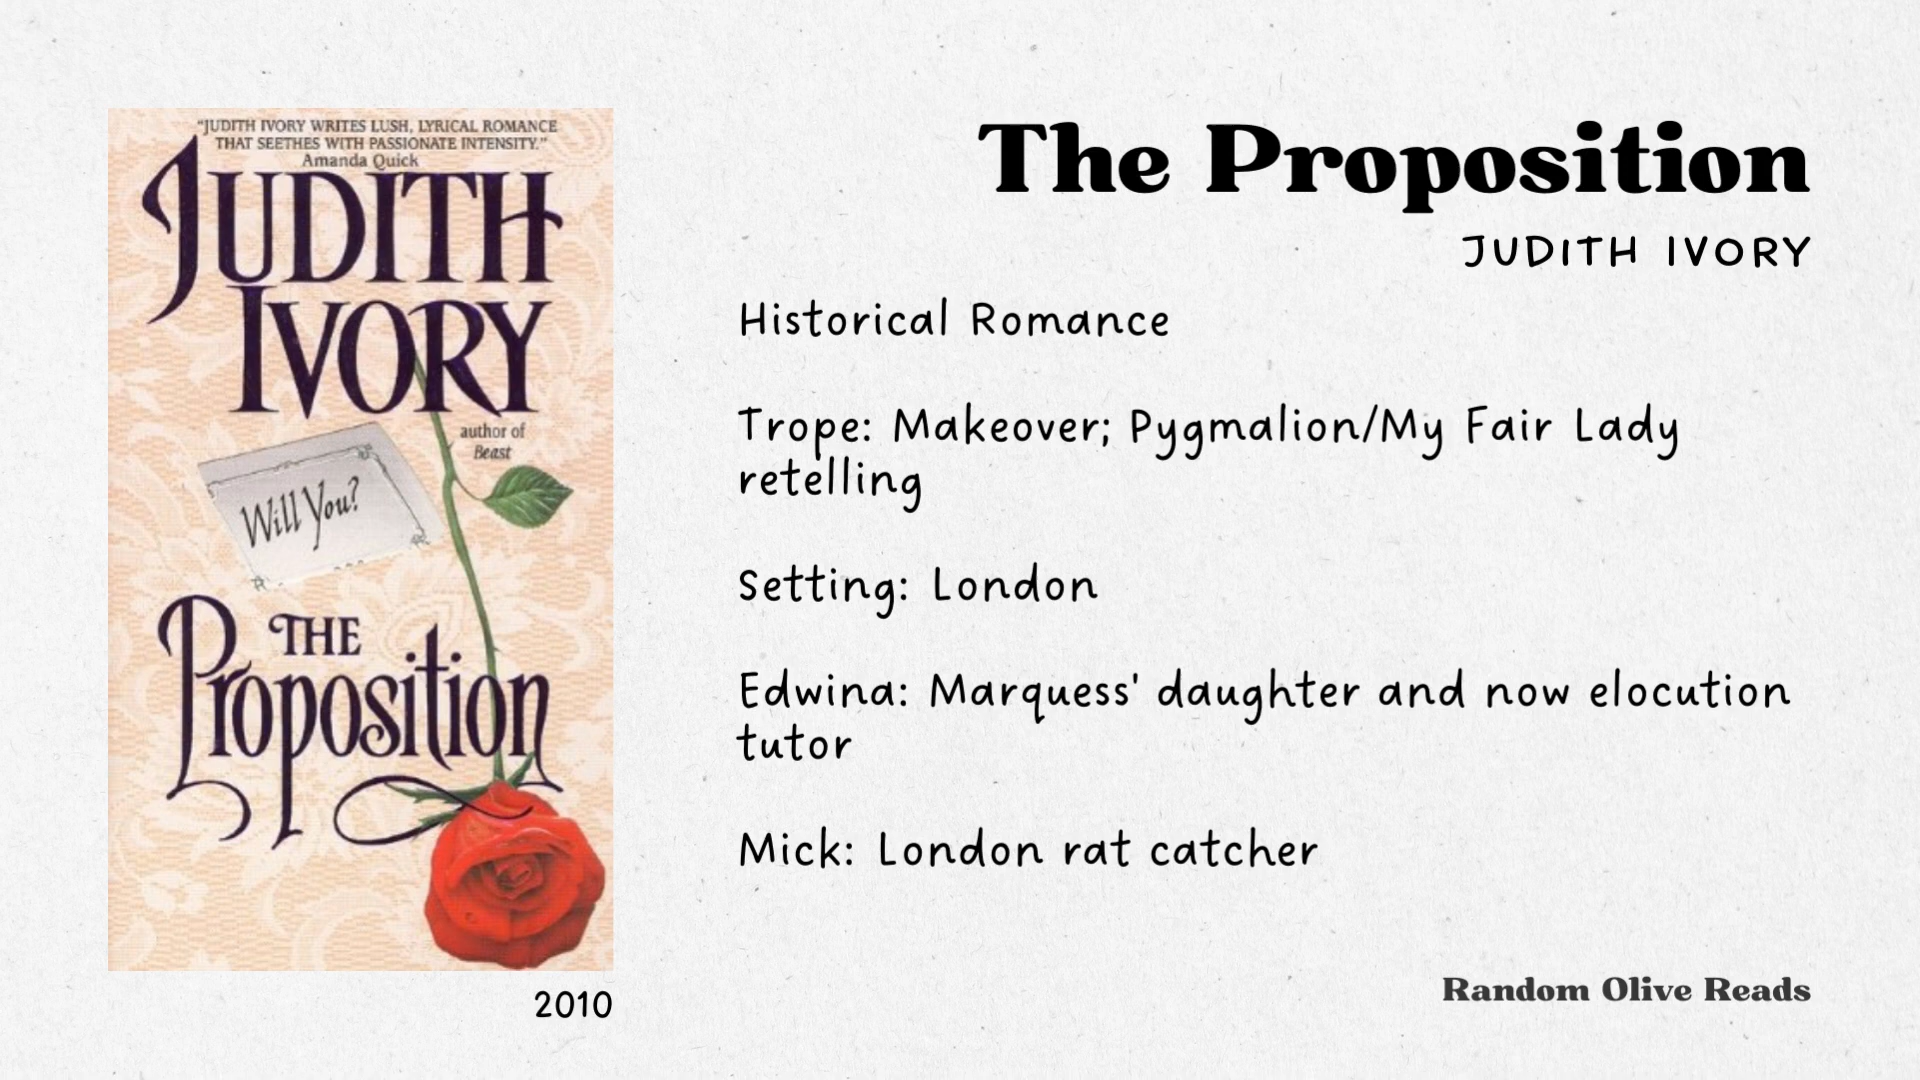 "JUDITH IVORY WRITES LUSH, LYRICAL ROMANCE
THAT SEETHES WITH PASSIONATE INTENSITY."
Amanda Quick
JUDITH
IVORY
author of
Beast
Will You?
THE
Proposition
2010
The Proposition
JUDITH IVORY
Historical Romance
Trope: Makeover; Pygmalion/My Fair Lady
retelling
Setting: London
Edwina: Marquess' daughter and now elocution
tutor
Mick: London rat catcher
Random Olive Reads